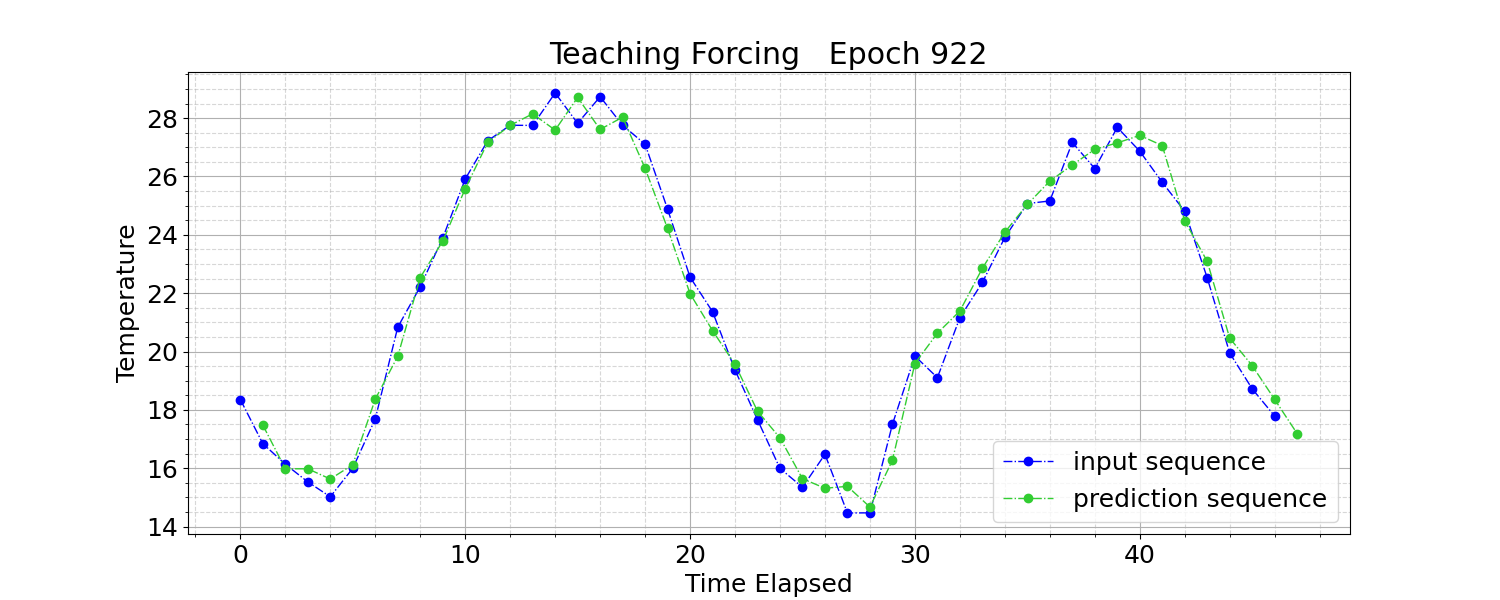 Teaching Forcing   Epoch 922
28
26
24
22
20
18
16
14
Temperature
0 10 20 30 40
Time Elapsed
input sequence
prediction sequence